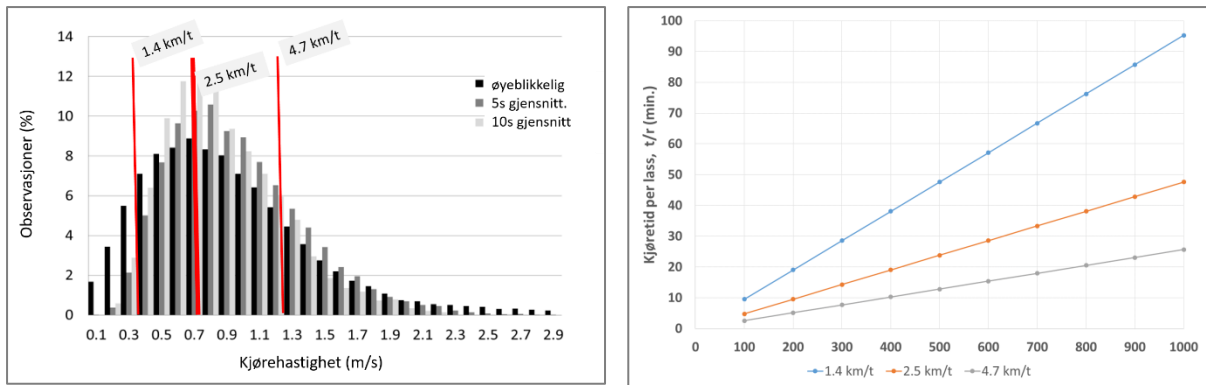 1.4 km/t
4.7 km/t
2.5 km/t
14
12
10
8
6
4
2
0
Observasjoner (%)
øyeblikkelig
5s gjensnitt.
10s gjensnitt
0.1 0.3 0.5 0.7 0.9 1.1 1.3 1.5 1.7 1.9 2.1 2.3 2.5 2.7 2.9
Kjørehastighet (m/s)
100
90
80
70
60
50
40
30
20
10
0
Kjøretid per lass, t/r (min.)
0 100 200 300 400 500 600 700 800 900 1000
1.4 km/t 2.5 km/t 4.7 km/t